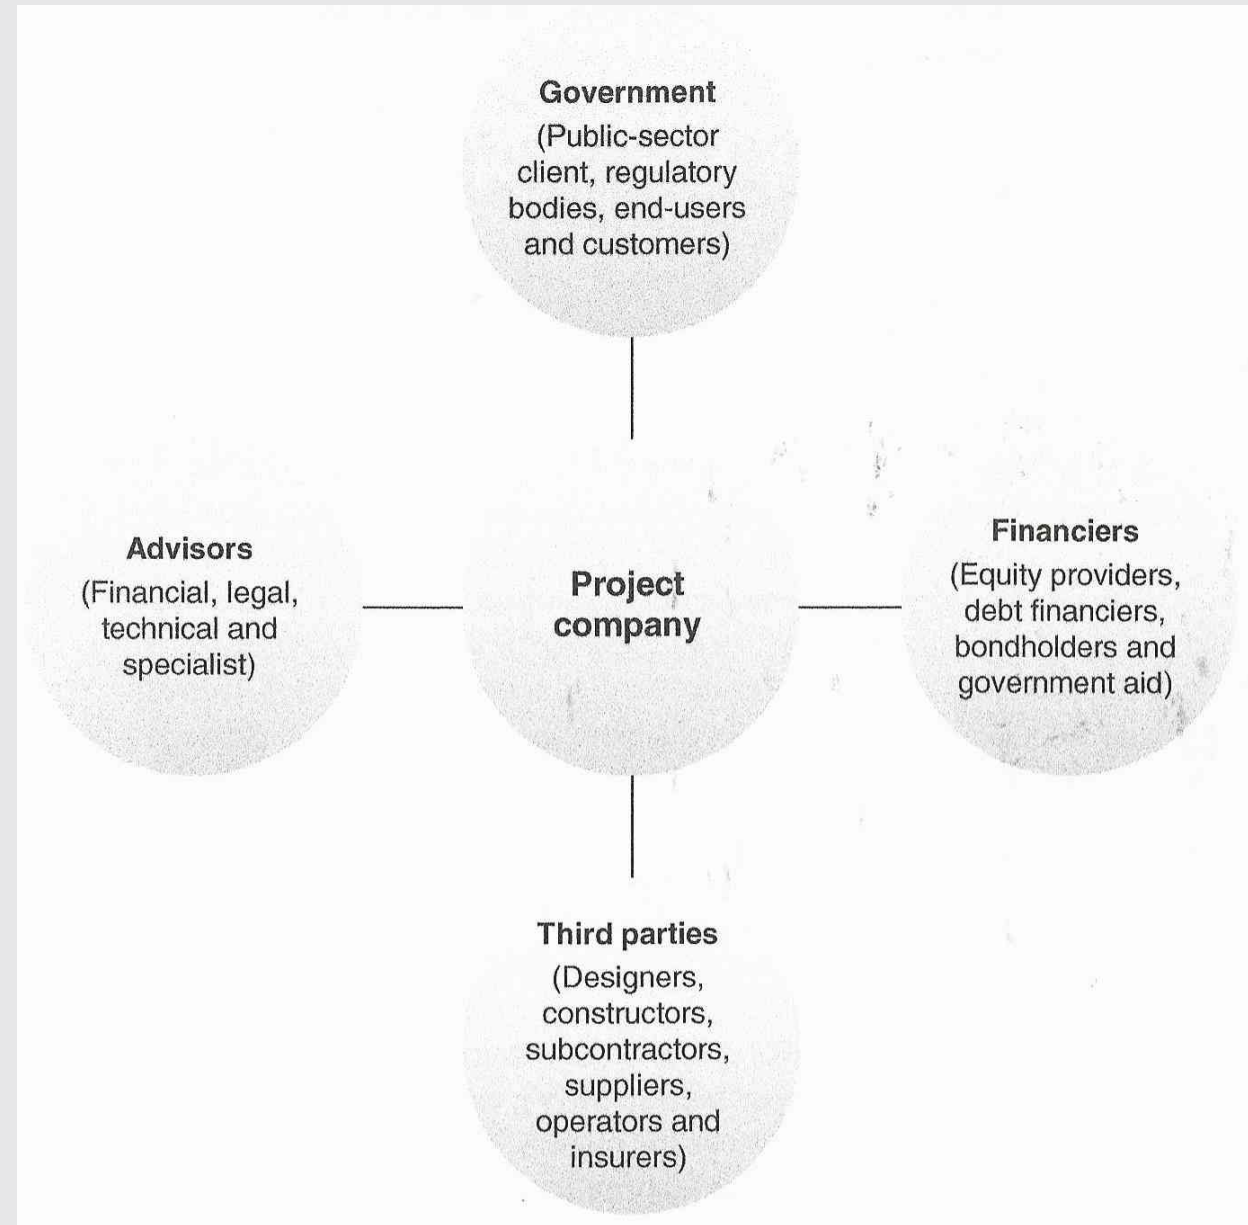 Government
(Public-sector
client, regulatory
bodies, end-users
and customers)
Advisors
(Financial, legal,
technical and
specialist)
Project
company
Financiers
(Equity providers,
debt financiers,
bondholders and
government aid)
Third parties
(Designers,
constructors,
subcontractors,
suppliers,
operators and
insurers)